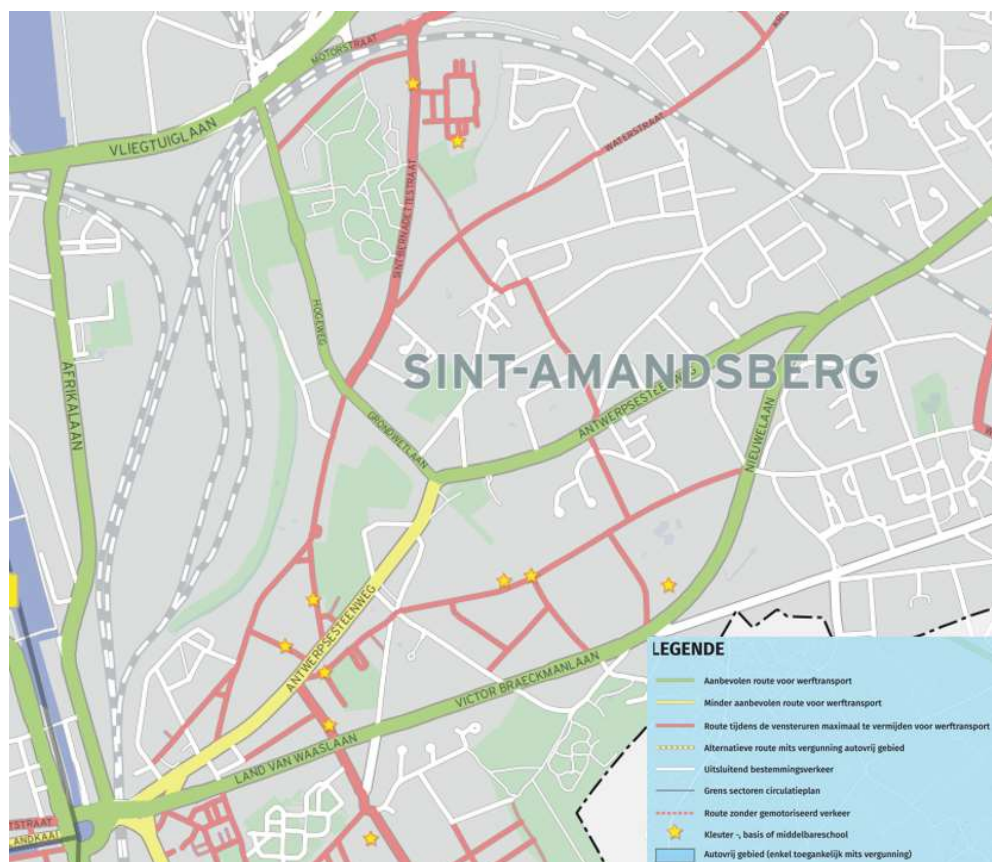 MOTORSTRAAT
VLIEGTUIGLAAN
WATERSTRAAT
SINT-BERNADETTESTRAAT
HOGEWEG
AFRIKALAAN
SINT-AMANDSBERG
ANTWERPSESTEENWEG
GRONDWETLAAN
NIEUWELAAN
ANTWERPSESTEENWEG
VICTOR BRAECKMANLAAN
LAND VAN WAASLAAN
TSTRAAT
ANDKAAI
LEGENDE
Aanbevolen route voor werftransport
Minder aanbevolen route voor werftransport
Route tijdens de vensteruren maximaal te vermijden voor werftransport
Alternatieve route mits vergunning autovrij gebied
Uitsluitend bestemmingsverkeer
Grens sectoren circulatieplan
Route zonder gemotoriseerd verkeer
Kleuter -, basis of middelbareschool
Autovrij gebied (enkel toegankelijk mits vergunning)